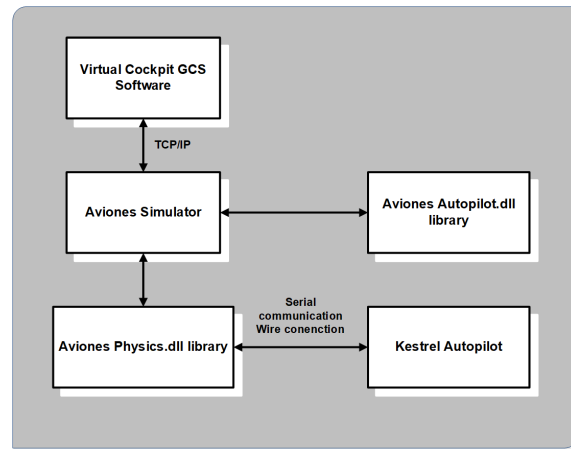 Virtual Cockpit GCS
Software
TCP/IP
Aviones Simulator
Aviones Autopilot.dll
library
Serial
communication
Wire conenction
Aviones Physics.dll library
Kestrel Autopilot